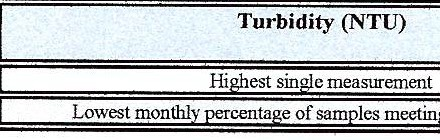 Turbidity (NTU)
Highest single measurement
Lowest monthly percentage of samples meeting